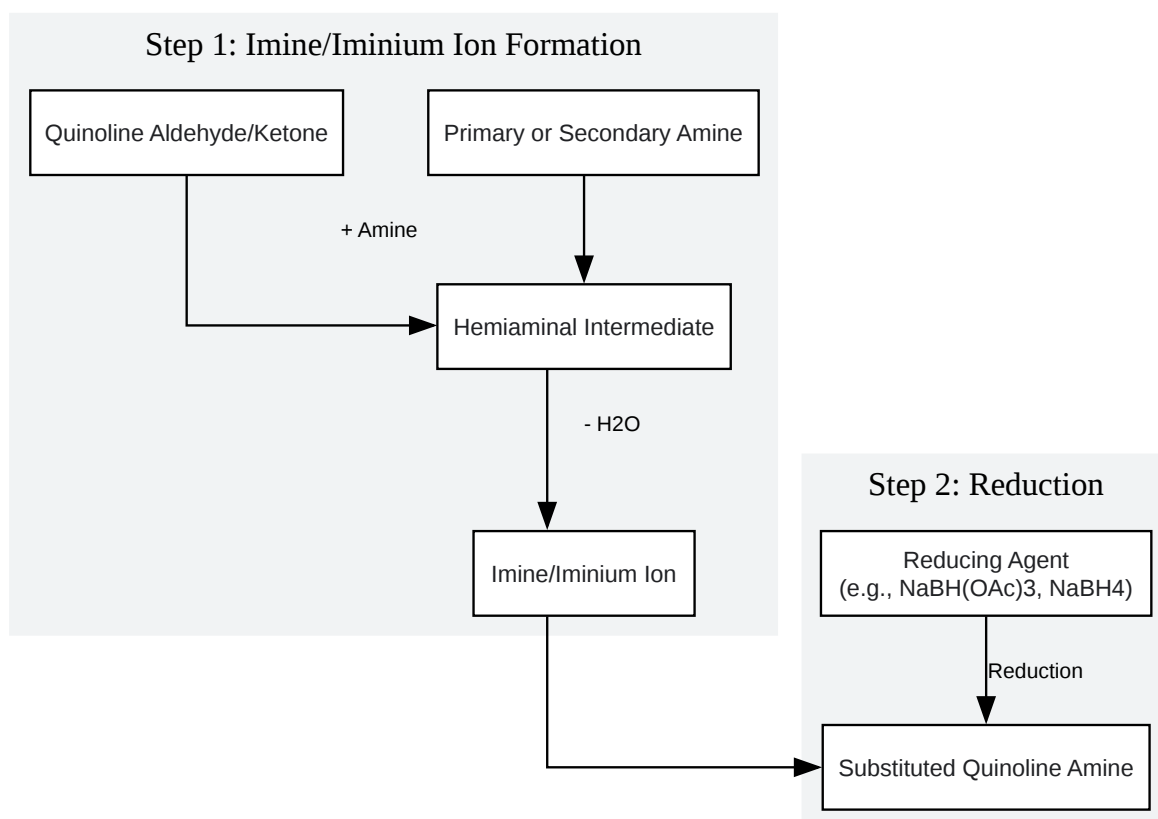 Step 1: Imine/Iminium Ion Formation
Quinoline Aldehyde/Ketone
Primary or Secondary Amine
+ Amine
Hemiaminal Intermediate
- H2O
Imine/Iminium Ion
Step 2: Reduction
Reducing Agent
(e.g., NaBH(OAc)3, NaBH4)
Reduction
Substituted Quinoline Amine